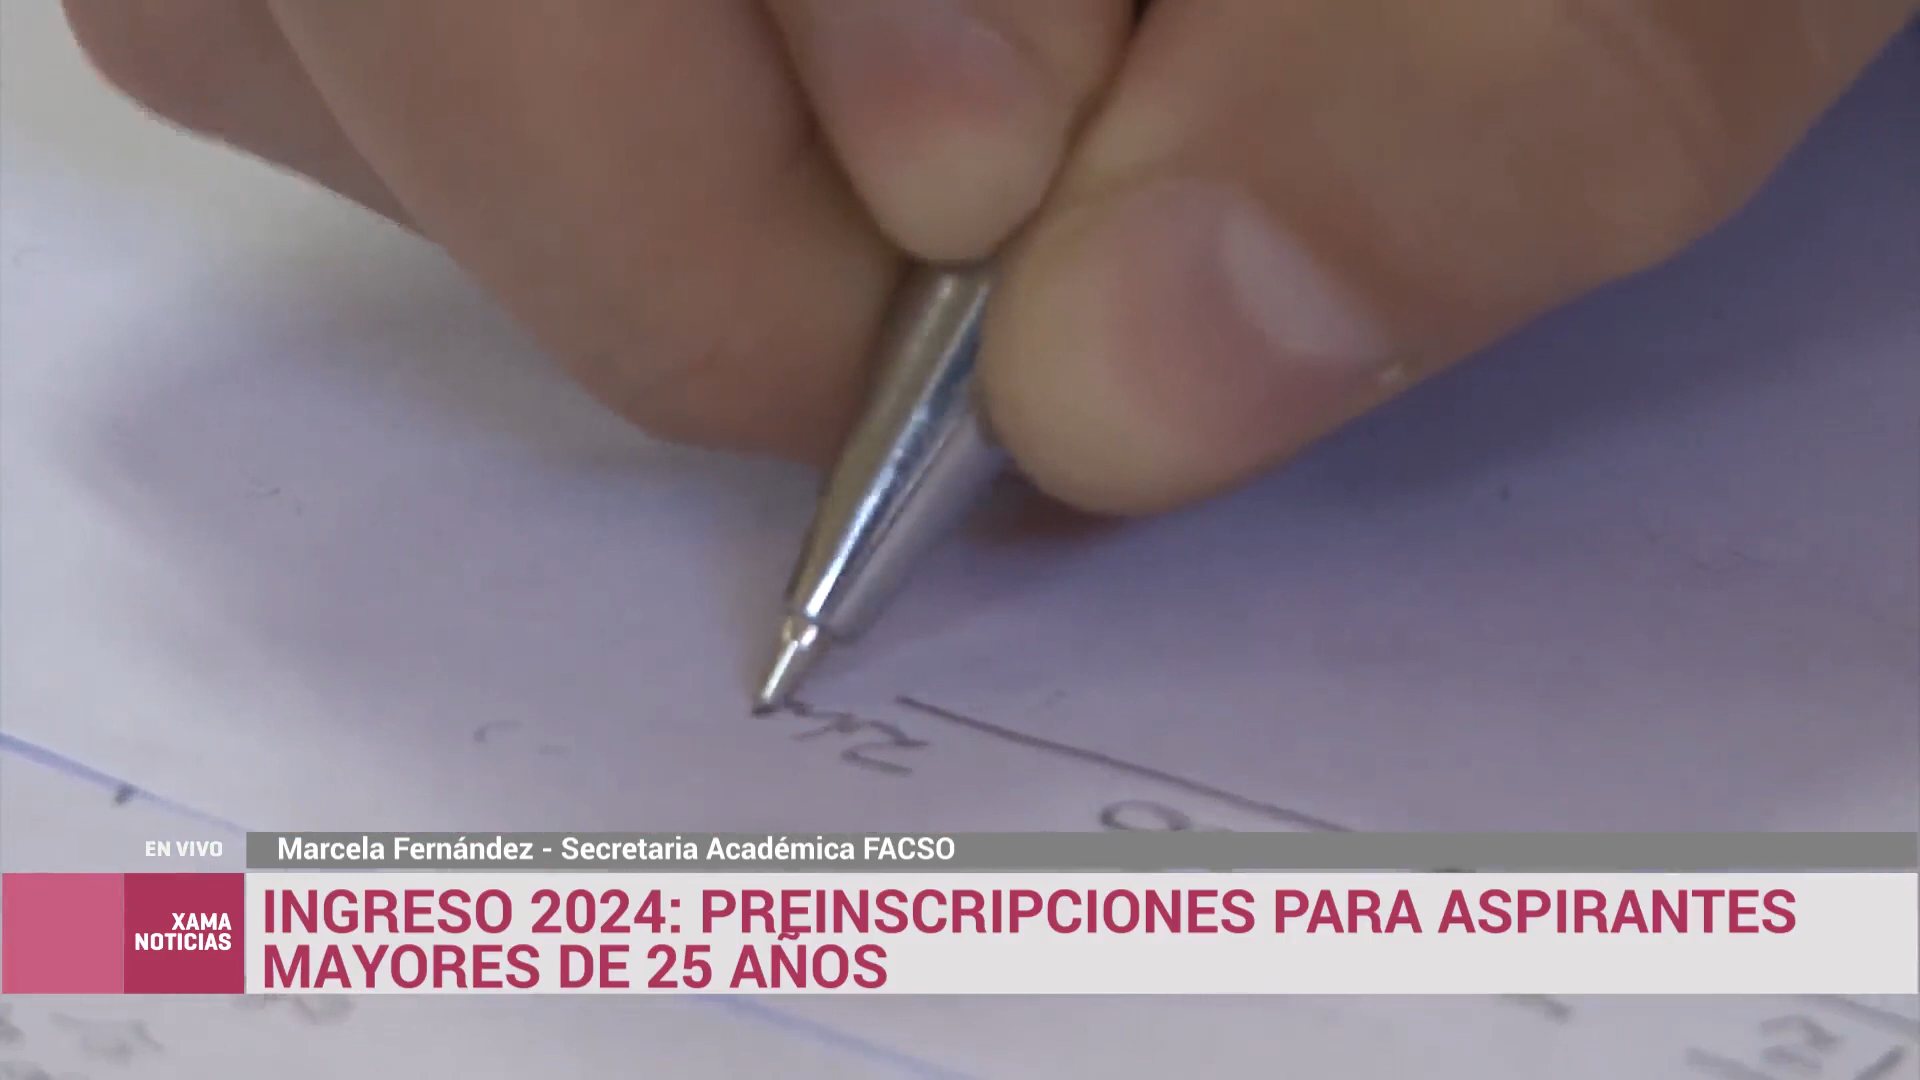 EN VIVO
Marcela Fernández - Secretaria Académica FACSO
XAMA
NOTICIAS
INGRESO 2024: PREINSCRIPCIONES PARA ASPIRANTES
MAYORES DE 25 AÑOS